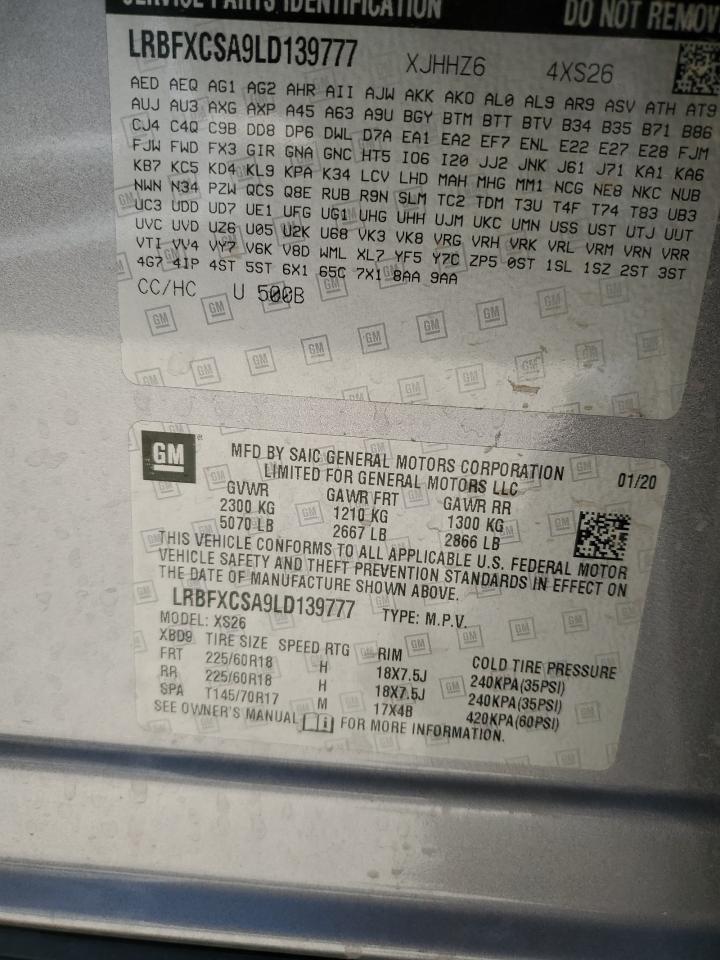 SERVICE PARTS IDENTIFICATION DO NOT REMOV
LRBFXCSA9LD139777 XJHHZ6 4XS26
AED AEQ AG1 AG2 AHR AII AJW AKK AKO AL0 AL9 AR9 ASV ATH AT9
AUJ AU3 AXG AXP A45 A63 A9U BGY BTM BTT BTV B34 B35 B71 B86
CJ4 C4Q C9B DD8 DP6 DWL D7A EA1 EA2 EF7 ENL E22 E27 E28 FJM
FJW FWD FX3 GIR GNA GNC HT5 IO6 I20 JJ2 JNK J61 J71 KA1 KA6
KB7 KC5 KD4 KL9 KPA K34 LCV LHD MAH MHG MM1 NCG NE8 NKC NUB
NWN N34 PZW QCS Q8E RUB R9N SLM TC2 TDM T3U T4F T74 T83 UB3
UC3 UDD UD7 UE1 UFG UG1 UHG UHH UJM UKC UMN USS UST UTJ UUT
UVC UVD UZ6 U05 U2K U68 VK3 VK8 VRG VRH VRK VRL VRM VRN VRR
VTI VV4 VY7 V6K V8D WML XL7 YF5 Y7C ZP5 0ST 1SL 1SZ 2ST 3ST
4G7 4IP 4ST 5ST 6X1 65C 7X1 8AA 9AA
CC/HC U 500B
GM
MFD BY SAIC GENERAL MOTORS CORPORATION 01/20
LIMITED FOR GENERAL MOTORS LLC
GVWR GAWR FRT GAWR RR
2300 KG 1210 KG 1300 KG
5070 LB 2667 LB 2866 LB
THIS VEHICLE CONFORMS TO ALL APPLICABLE U.S. FEDERAL MOTOR
VEHICLE SAFETY AND THEFT PREVENTION STANDARDS IN EFFECT ON
THE DATE OF MANUFACTURE SHOWN ABOVE.
LRBFXCSA9LD139777 TYPE: M.P.V.
MODEL: XS26
XBD9 TIRE SIZE SPEED RTG RIM COLD TIRE PRESSURE
FRT 225/60R18 H 18X7.5J 240KPA(35PSI)
RR 225/60R18 H 18X7.5J 240KPA(35PSI)
SPA T145/70R17 M 17X4B 420KPA(60PSI)
SEE OWNER'S MANUAL FOR MORE INFORMATION.